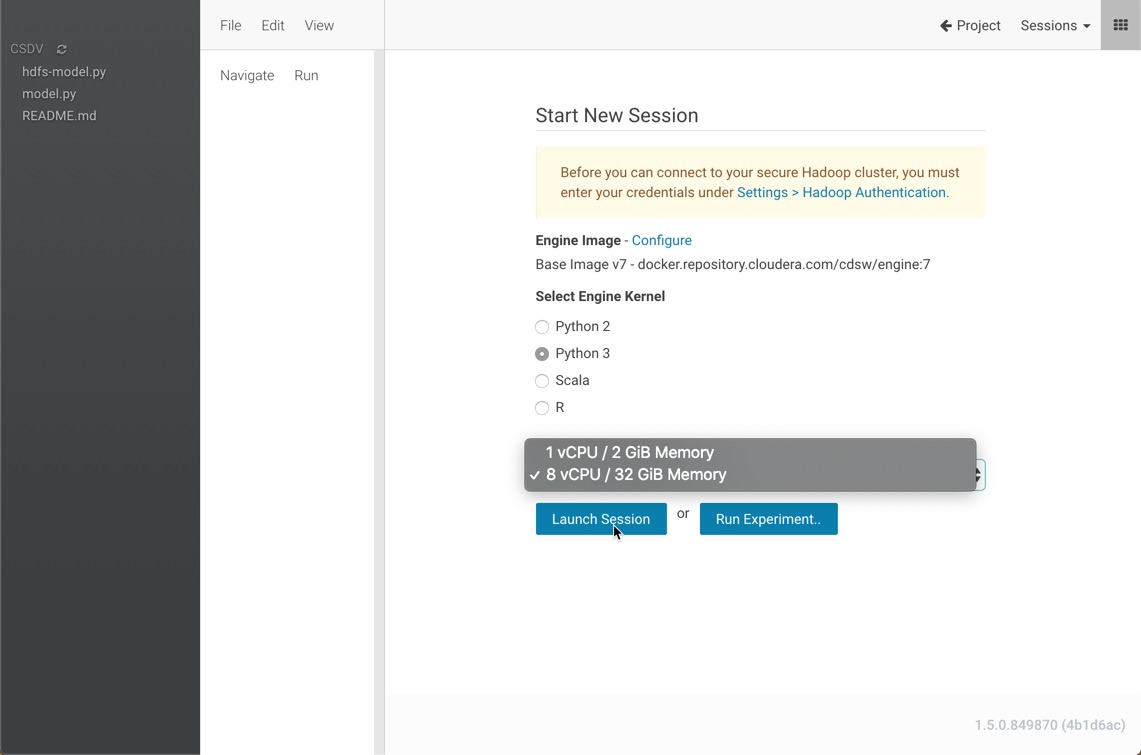 File Edit View
Project Sessions
CSDV
hdfs-model.py
model.py
README.md
Navigate Run
Start New Session
Before you can connect to your secure Hadoop cluster, you must
enter your credentials under Settings > Hadoop Authentication.
Engine Image - Configure
Base Image v7 - docker.repository.cloudera.com/cdsw/engine:7
Select Engine Kernel
Python 2
Python 3
Scala
R
1 vCPU / 2 GiB Memory
8 vCPU / 32 GiB Memory
Launch Session or Run Experiment..
1.5.0.849870 (4b1d6ac)